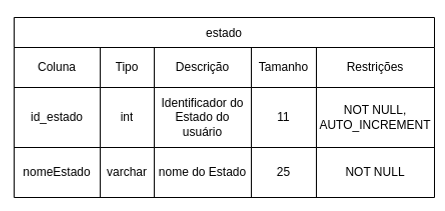 estado
Coluna Tipo Descrição Tamanho Restrições
id_estado int Identificador do Estado do usuário 11 NOT NULL, AUTO_INCREMENT
nomeEstado varchar nome do Estado 25 NOT NULL